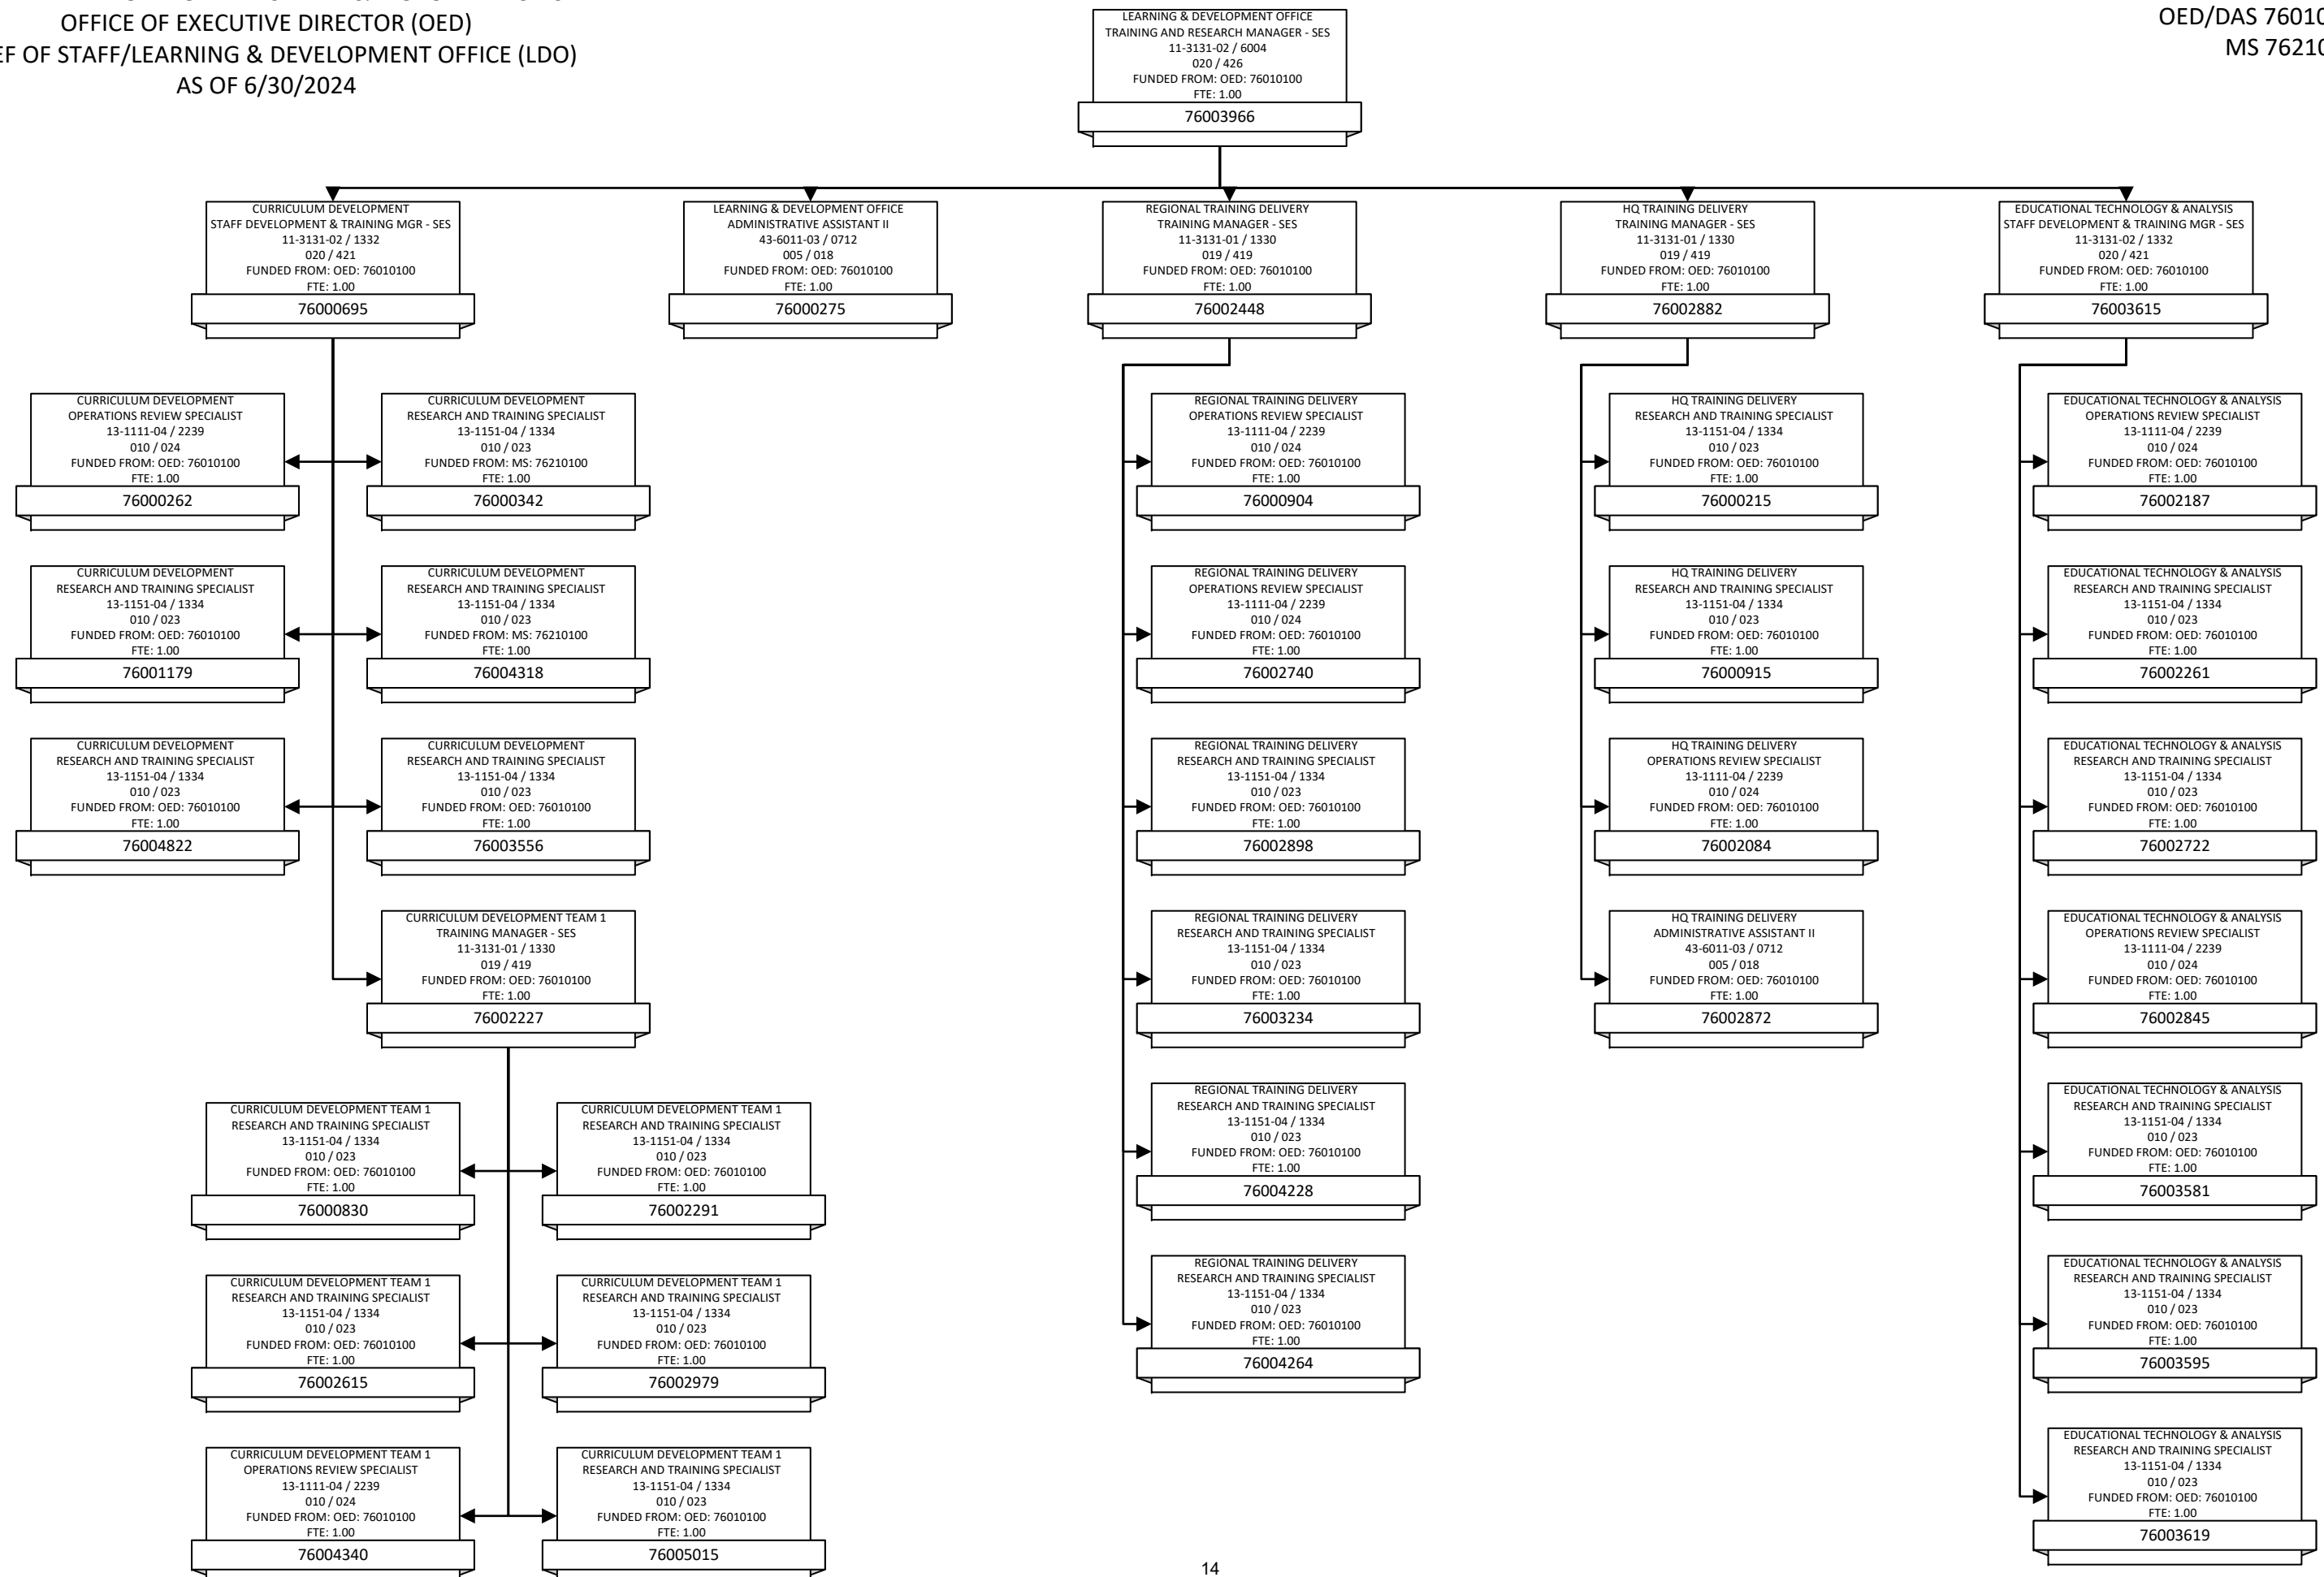 OFFICE OF EXECUTIVE DIRECTOR (OED)
EF OF STAFF/LEARNING & DEVELOPMENT OFFICE (LDO)
AS OF 6/30/2024
OED/DAS 76010
MS 76210
LEARNING & DEVELOPMENT OFFICE
TRAINING AND RESEARCH MANAGER - SES
11-3131-02 / 6004
020 / 426
FUNDED FROM: OED: 76010100
FTE: 1.00
76003966
CURRICULUM DEVELOPMENT
STAFF DEVELOPMENT & TRAINING MGR - SES
11-3131-02 / 1332
020 / 421
FUNDED FROM: OED: 76010100
FTE: 1.00
76000695
LEARNING & DEVELOPMENT OFFICE
ADMINISTRATIVE ASSISTANT II
43-6011-03 / 0712
005 / 018
FUNDED FROM: OED: 76010100
FTE: 1.00
76000275
REGIONAL TRAINING DELIVERY
TRAINING MANAGER - SES
11-3131-01 / 1330
019 / 419
FUNDED FROM: OED: 76010100
FTE: 1.00
76002448
HQ TRAINING DELIVERY
TRAINING MANAGER - SES
11-3131-01 / 1330
019 / 419
FUNDED FROM: OED: 76010100
FTE: 1.00
76002882
EDUCATIONAL TECHNOLOGY & ANALYSIS
STAFF DEVELOPMENT & TRAINING MGR - SES
11-3131-02 / 1332
020 / 421
FUNDED FROM: OED: 76010100
FTE: 1.00
76003615
CURRICULUM DEVELOPMENT
OPERATIONS REVIEW SPECIALIST
13-1111-04 / 2239
010 / 024
FUNDED FROM: OED: 76010100
FTE: 1.00
76000262
CURRICULUM DEVELOPMENT
RESEARCH AND TRAINING SPECIALIST
13-1151-04 / 1334
010 / 023
FUNDED FROM: MS: 76210100
FTE: 1.00
76000342
REGIONAL TRAINING DELIVERY
OPERATIONS REVIEW SPECIALIST
13-1111-04 / 2239
010 / 024
FUNDED FROM: OED: 76010100
FTE: 1.00
76000904
HQ TRAINING DELIVERY
RESEARCH AND TRAINING SPECIALIST
13-1151-04 / 1334
010 / 023
FUNDED FROM: OED: 76010100
FTE: 1.00
76000215
EDUCATIONAL TECHNOLOGY & ANALYSIS
OPERATIONS REVIEW SPECIALIST
13-1111-04 / 2239
010 / 024
FUNDED FROM: OED: 76010100
FTE: 1.00
76002187
CURRICULUM DEVELOPMENT
RESEARCH AND TRAINING SPECIALIST
13-1151-04 / 1334
010 / 023
FUNDED FROM: OED: 76010100
FTE: 1.00
76001179
CURRICULUM DEVELOPMENT
RESEARCH AND TRAINING SPECIALIST
13-1151-04 / 1334
010 / 023
FUNDED FROM: MS: 76210100
FTE: 1.00
76004318
REGIONAL TRAINING DELIVERY
OPERATIONS REVIEW SPECIALIST
13-1111-04 / 2239
010 / 024
FUNDED FROM: OED: 76010100
FTE: 1.00
76002740
HQ TRAINING DELIVERY
RESEARCH AND TRAINING SPECIALIST
13-1151-04 / 1334
010 / 023
FUNDED FROM: OED: 76010100
FTE: 1.00
76000915
EDUCATIONAL TECHNOLOGY & ANALYSIS
RESEARCH AND TRAINING SPECIALIST
13-1151-04 / 1334
010 / 023
FUNDED FROM: OED: 76010100
FTE: 1.00
76002261
CURRICULUM DEVELOPMENT
RESEARCH AND TRAINING SPECIALIST
13-1151-04 / 1334
010 / 023
FUNDED FROM: OED: 76010100
FTE: 1.00
76004822
CURRICULUM DEVELOPMENT
RESEARCH AND TRAINING SPECIALIST
13-1151-04 / 1334
010 / 023
FUNDED FROM: OED: 76010100
FTE: 1.00
76003556
REGIONAL TRAINING DELIVERY
RESEARCH AND TRAINING SPECIALIST
13-1151-04 / 1334
010 / 023
FUNDED FROM: OED: 76010100
FTE: 1.00
76002898
HQ TRAINING DELIVERY
OPERATIONS REVIEW SPECIALIST
13-1111-04 / 2239
010 / 024
FUNDED FROM: OED: 76010100
FTE: 1.00
76002084
EDUCATIONAL TECHNOLOGY & ANALYSIS
RESEARCH AND TRAINING SPECIALIST
13-1151-04 / 1334
010 / 023
FUNDED FROM: OED: 76010100
FTE: 1.00
76002722
CURRICULUM DEVELOPMENT TEAM 1
TRAINING MANAGER - SES
11-3131-01 / 1330
019 / 419
FUNDED FROM: OED: 76010100
FTE: 1.00
76002227
REGIONAL TRAINING DELIVERY
RESEARCH AND TRAINING SPECIALIST
13-1151-04 / 1334
010 / 023
FUNDED FROM: OED: 76010100
FTE: 1.00
76003234
HQ TRAINING DELIVERY
ADMINISTRATIVE ASSISTANT II
43-6011-03 / 0712
005 / 018
FUNDED FROM: OED: 76010100
FTE: 1.00
76002872
EDUCATIONAL TECHNOLOGY & ANALYSIS
OPERATIONS REVIEW SPECIALIST
13-1111-04 / 2239
010 / 024
FUNDED FROM: OED: 76010100
FTE: 1.00
76002845
CURRICULUM DEVELOPMENT TEAM 1
RESEARCH AND TRAINING SPECIALIST
13-1151-04 / 1334
010 / 023
FUNDED FROM: OED: 76010100
FTE: 1.00
76000830
CURRICULUM DEVELOPMENT TEAM 1
RESEARCH AND TRAINING SPECIALIST
13-1151-04 / 1334
010 / 023
FUNDED FROM: OED: 76010100
FTE: 1.00
76002291
REGIONAL TRAINING DELIVERY
RESEARCH AND TRAINING SPECIALIST
13-1151-04 / 1334
010 / 023
FUNDED FROM: OED: 76010100
FTE: 1.00
76004228
EDUCATIONAL TECHNOLOGY & ANALYSIS
RESEARCH AND TRAINING SPECIALIST
13-1151-04 / 1334
010 / 023
FUNDED FROM: OED: 76010100
FTE: 1.00
76003581
CURRICULUM DEVELOPMENT TEAM 1
RESEARCH AND TRAINING SPECIALIST
13-1151-04 / 1334
010 / 023
FUNDED FROM: OED: 76010100
FTE: 1.00
76002615
CURRICULUM DEVELOPMENT TEAM 1
RESEARCH AND TRAINING SPECIALIST
13-1151-04 / 1334
010 / 023
FUNDED FROM: OED: 76010100
FTE: 1.00
76002979
REGIONAL TRAINING DELIVERY
RESEARCH AND TRAINING SPECIALIST
13-1151-04 / 1334
010 / 023
FUNDED FROM: OED: 76010100
FTE: 1.00
76004264
EDUCATIONAL TECHNOLOGY & ANALYSIS
RESEARCH AND TRAINING SPECIALIST
13-1151-04 / 1334
010 / 023
FUNDED FROM: OED: 76010100
FTE: 1.00
76003595
CURRICULUM DEVELOPMENT TEAM 1
OPERATIONS REVIEW SPECIALIST
13-1111-04 / 2239
010 / 024
FUNDED FROM: OED: 76010100
FTE: 1.00
76004340
CURRICULUM DEVELOPMENT TEAM 1
RESEARCH AND TRAINING SPECIALIST
13-1151-04 / 1334
010 / 023
FUNDED FROM: OED: 76010100
FTE: 1.00
76005015
EDUCATIONAL TECHNOLOGY & ANALYSIS
RESEARCH AND TRAINING SPECIALIST
13-1151-04 / 1334
010 / 023
FUNDED FROM: OED: 76010100
FTE: 1.00
76003619
14